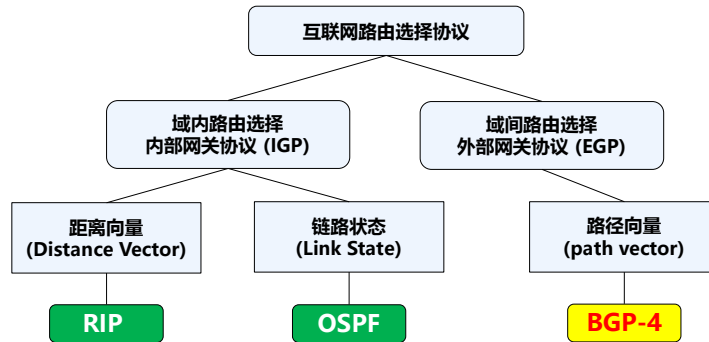 互联网路由选择协议
域内路由选择
内部网关协议 (IGP)
域间路由选择
外部网关协议 (EGP)
距离向量
(Distance Vector)
链路状态
(Link State)
路径向量
(path vector)
RIP
OSPF
BGP-4